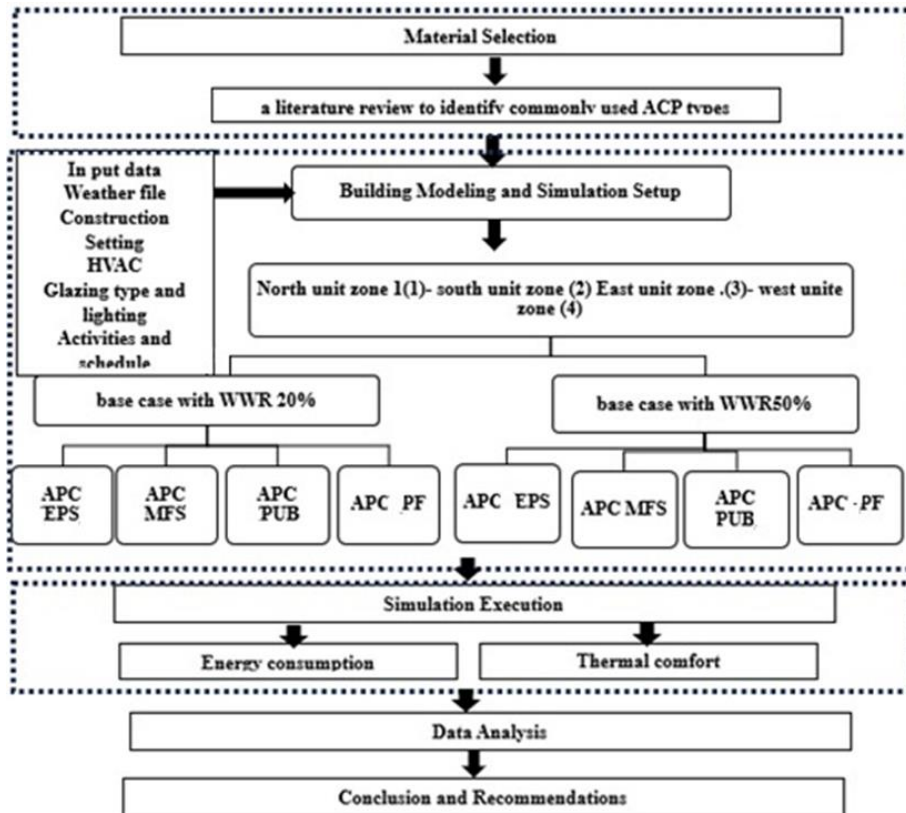 Material Selection
a literature review to identify commonly used ACP types
In put data
Weather file
Construction
Setting
HVAC
Glazing type and
lighting
Activities and
schedule
Building Modeling and Simulation Setup
North unit zone 1(1)- south unit zone (2) East unit zone .(3)- west unite
zone (4)
base case with WWR 20%
base case with WWR50%
APC
EPS
APC
MFS
APC
PUB
APC PF
APC EPS
APC MFS
APC
PUB
APC -PF
Simulation Execution
Energy consumption
Thermal comfort
Data Analysis
Conclusion and Recommendations